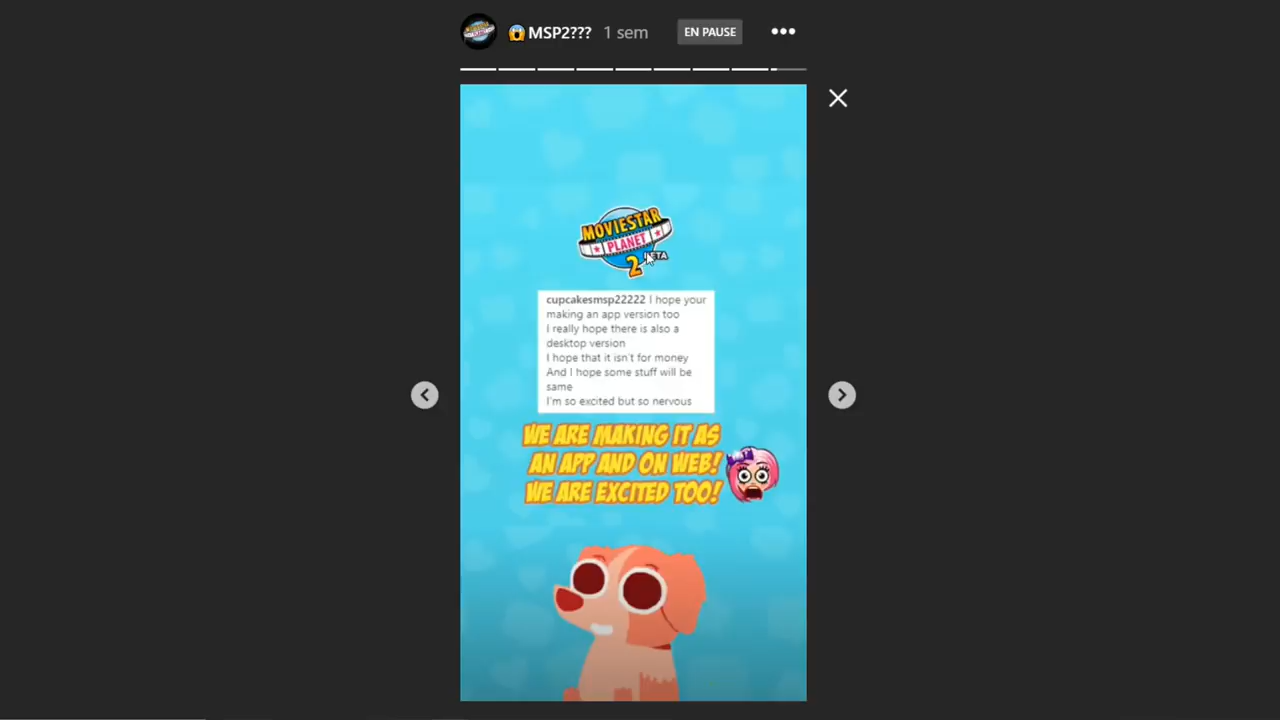 MSP2??? 1 sem EN PAUSE
MOVIESTAR
PLANET
2 BETA
cupcakesmsp22222 I hope your
making an app version too
I really hope there is also a
desktop version
I hope that it isn't for money
And I hope some stuff will be
same
I'm so excited but so nervous
WE ARE MAKING IT AS
AN APP AND ON WEB!
WE ARE EXCITED TOO!